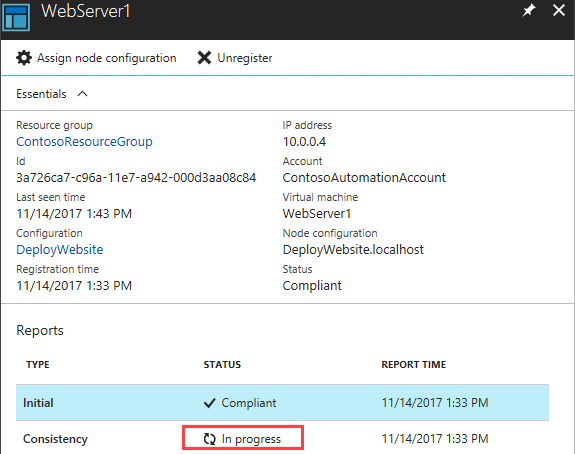 WebServer1
Assign node configuration Unregister
Essentials
Resource group IP address
ContosoResourceGroup 10.0.0.4
Id Account
3a726ca7-c96a-11e7-a942-000d3aa08c84 ContosoAutomationAccount
Last seen time Virtual machine
11/14/2017 1:43 PM WebServer1
Configuration Node configuration
DeployWebsite DeployWebsite.localhost
Registration time Status
11/14/2017 1:33 PM Compliant
Reports
TYPE STATUS REPORT TIME
Initial Compliant 11/14/2017 1:33 PM
Consistency In progress 11/14/2017 1:33 PM